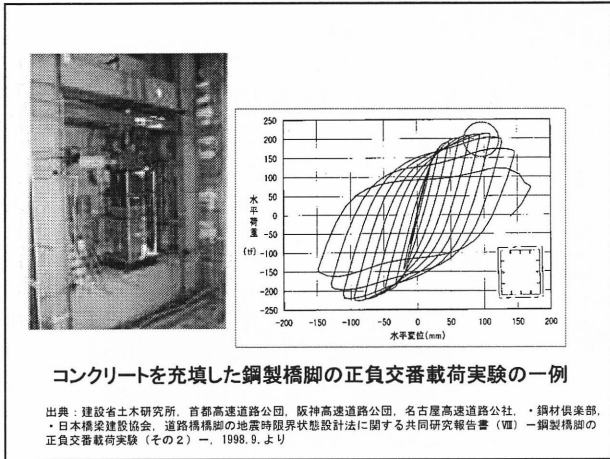 250
200
150
100
50
0
-50
-100
-150
-200
-250
水平荷重
(tf)
-200 -150 -100 -50 0 50 100 150 200
水平変位(mm)
コンクリートを充填した鋼製橋脚の正負交番載荷実験の一例
出典：建設省土木研究所，首都高速道路公団，阪神高速道路公団，名古屋高速道路公社，・鋼材倶楽部，
・日本橋梁建設協会，道路橋橋脚の地震時限界状態設計法に関する共同研究報告書（Ⅷ）－鋼製橋脚の
正負交番載荷実験（その２）－，1998.9.より